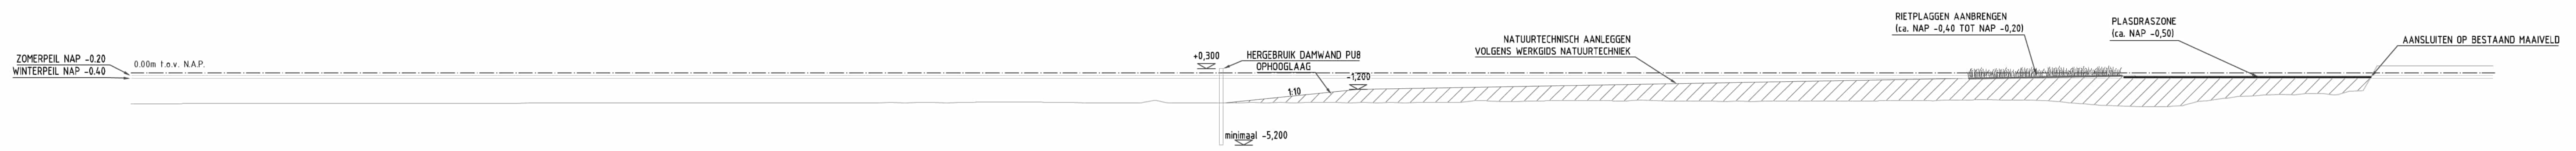 ZOMERPEIL NAP -0.20
WINTERPEIL NAP -0.40
0.00m t.o.v. N.A.P.
+0,300
HERGEBRUIK DAMWAND PU8
OPHOOGLAAG
-1,200
1:10
minimaal -5,200
NATUURTECHNISCH AANLEGGEN
VOLGENS WERKGIDS NATUURTECHNIEK
RIETPLAGGEN AANBRENGEN
(ca. NAP -0,40 TOT NAP -0,20)
PLASDRASZONE
(ca. NAP -0,50)
AANSLUITEN OP BESTAAND MAAIVELD